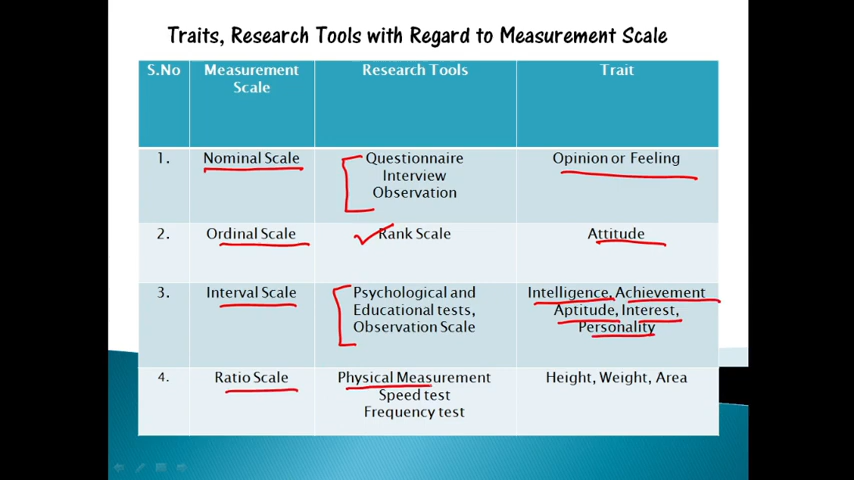 Traits, Research Tools with Regard to Measurement Scale
S.No Measurement Scale Research Tools Trait
1. Nominal Scale Questionnaire Opinion or Feeling
Interview
Observation
2. Ordinal Scale Rank Scale Attitude
3. Interval Scale Psychological and Intelligence, Achievement
Educational tests, Aptitude, Interest,
Observation Scale Personality
4. Ratio Scale Physical Measurement Height, Weight, Area
Speed test
Frequency test